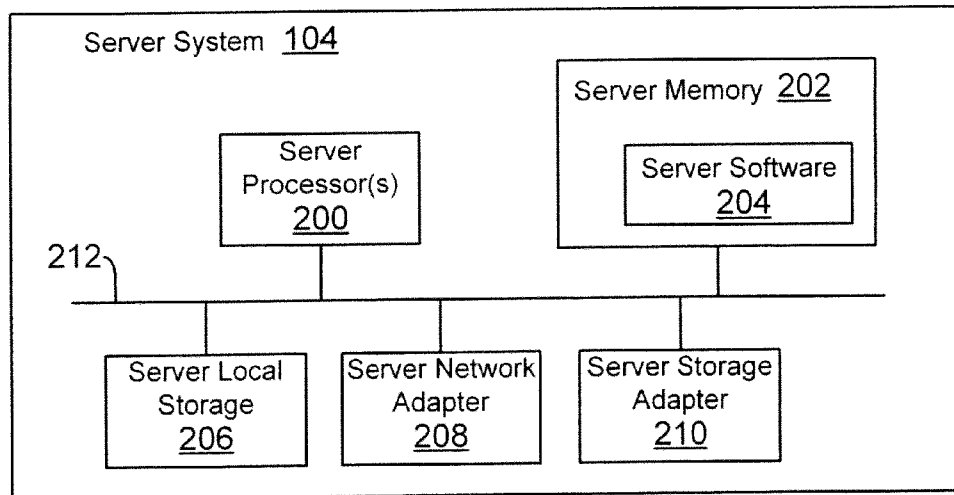 Server System 104
Server Memory 202
Server
Processor(s)
200
Server Software
204
212
Server Local
Storage
206
Server Network
Adapter
208
Server Storage
Adapter
210